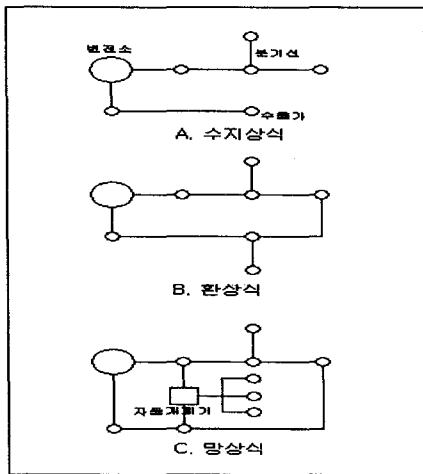 변전소
분기선
수용가
A. 수지상식
B. 환상식
자동개폐기
C. 망상식